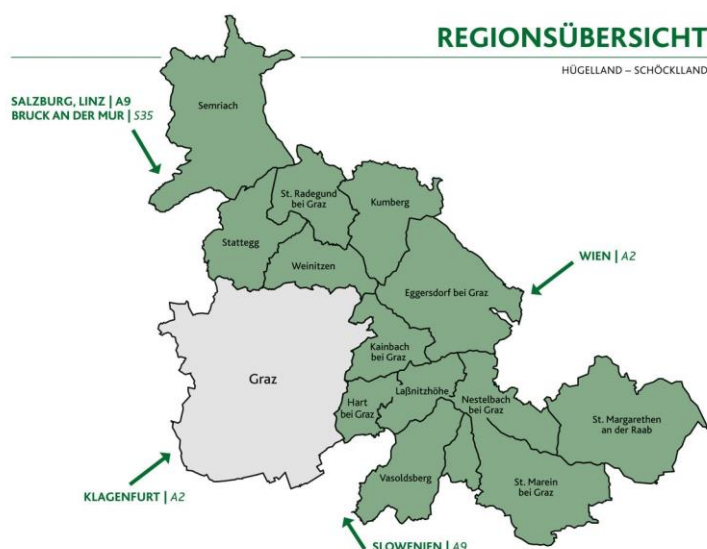 REGIONSÜBERSICHT
HÜGELLAND – SCHÖCKLLAND
SALZBURG, LINZ | A9
BRUCK AN DER MUR | S35
Semriach
St. Radegund
bei Graz
Kumberg
Stattegg
Weinitzen
WIEN | A2
Eggersdorf bei Graz
Kainbach
bei Graz
Graz
Laßnitzhöhe
Hart
bei Graz
Nestelbach
bei Graz
St. Margarethen
an der Raab
Vasoldsberg
St. Marein
bei Graz
KLAGENFURT | A2
SLOWENIEN | A9